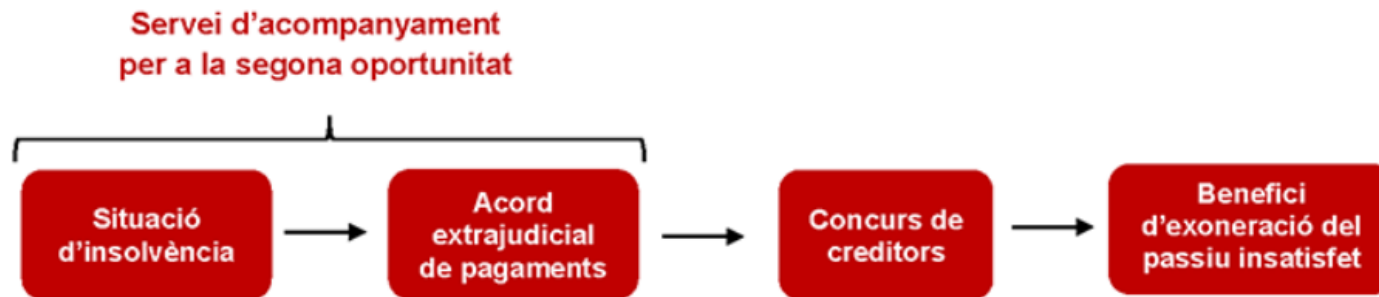 Servei d'acompanyament
per a la segona oportunitat
Situació
d'insolvència
Acord
extrajudicial
de pagaments
Concurs de
creditors
Benefici
d'exoneració del
passiu insatisfet